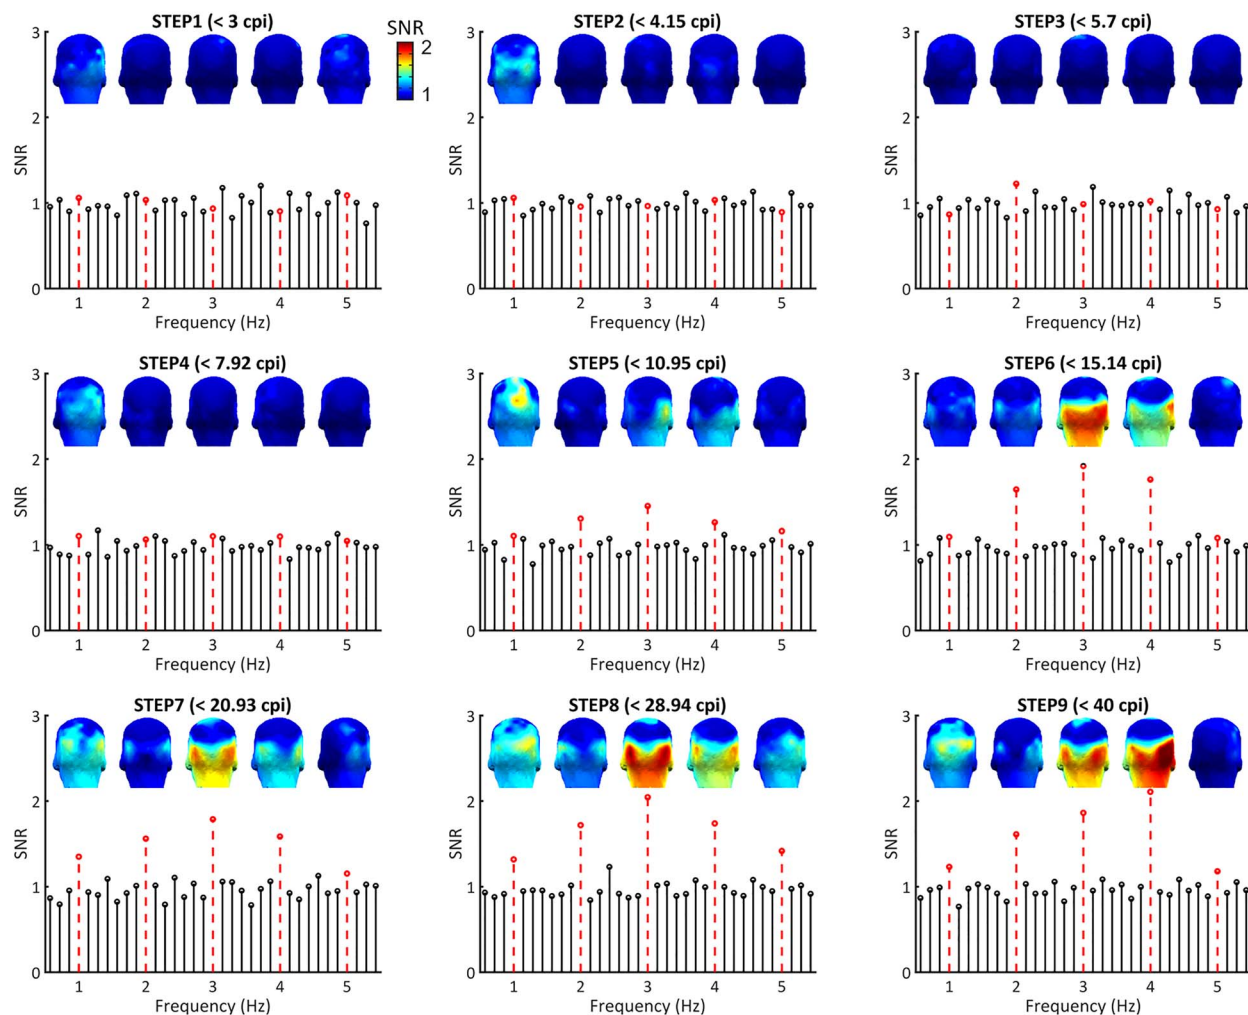 STEP1 (< 3 cpi)
SNR
2
1
3
2
1
0
SNR
1 2 3 4 5
Frequency (Hz)
STEP2 (< 4.15 cpi)
3
2
1
0
SNR
1 2 3 4 5
Frequency (Hz)
STEP3 (< 5.7 cpi)
3
2
1
0
SNR
1 2 3 4 5
Frequency (Hz)
STEP4 (< 7.92 cpi)
3
2
1
0
SNR
1 2 3 4 5
Frequency (Hz)
STEP5 (< 10.95 cpi)
3
2
1
0
SNR
1 2 3 4 5
Frequency (Hz)
STEP6 (< 15.14 cpi)
3
2
1
0
SNR
1 2 3 4 5
Frequency (Hz)
STEP7 (< 20.93 cpi)
3
2
1
0
SNR
1 2 3 4 5
Frequency (Hz)
STEP8 (< 28.94 cpi)
3
2
1
0
SNR
1 2 3 4 5
Frequency (Hz)
STEP9 (< 40 cpi)
3
2
1
0
SNR
1 2 3 4 5
Frequency (Hz)